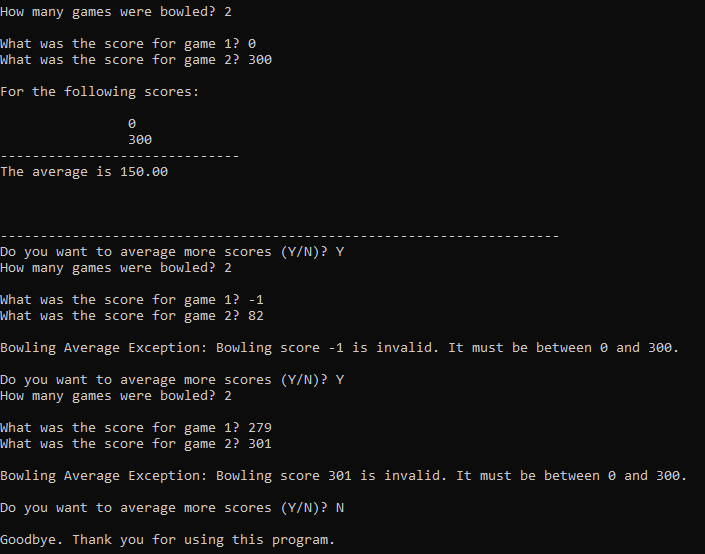 How many games were bowled? 2
What was the score for game 1? 0
What was the score for game 2? 300
For the following scores:
0
300
------------------------------
The average is 150.00
----------------------------------------------------------------------
Do you want to average more scores (Y/N)? Y
How many games were bowled? 2
What was the score for game 1? -1
What was the score for game 2? 82
Bowling Average Exception: Bowling score -1 is invalid. It must be between 0 and 300.
Do you want to average more scores (Y/N)? Y
How many games were bowled? 2
What was the score for game 1? 279
What was the score for game 2? 301
Bowling Average Exception: Bowling score 301 is invalid. It must be between 0 and 300.
Do you want to average more scores (Y/N)? N
Goodbye. Thank you for using this program.